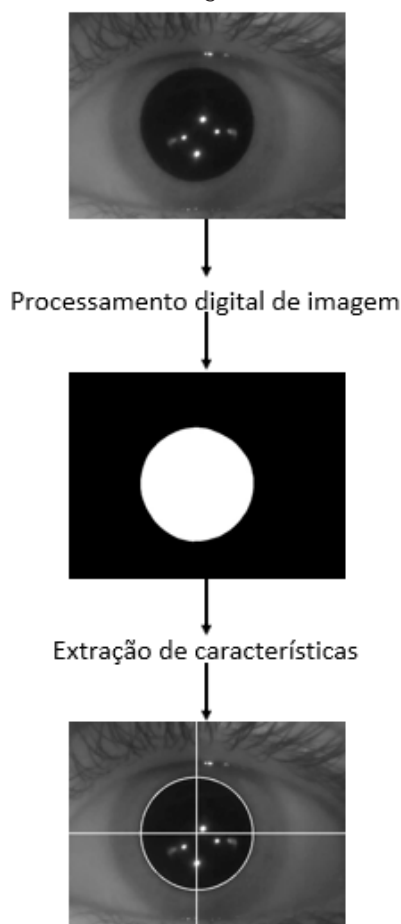 Processamento digital de imagem
Extração de características